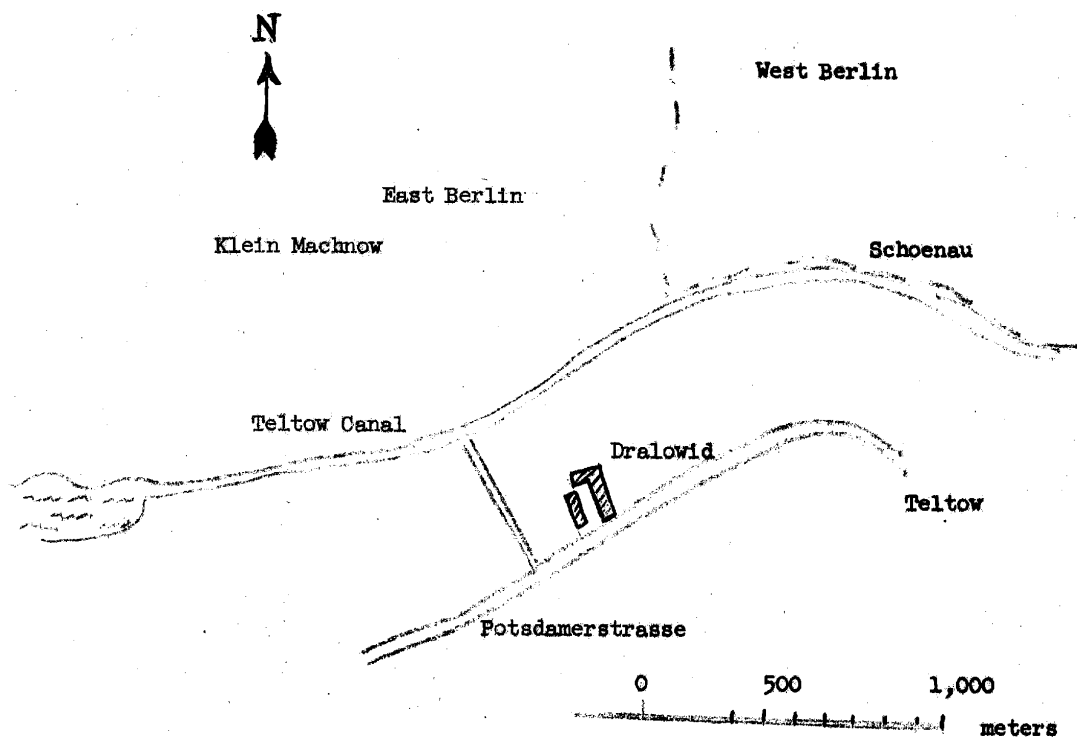 N
West Berlin
East Berlin
Klein Machnow
Schoenau
Teltow Canal
Dralowid
Teltow
Potsdamerstrasse
0 500 1,000
meters